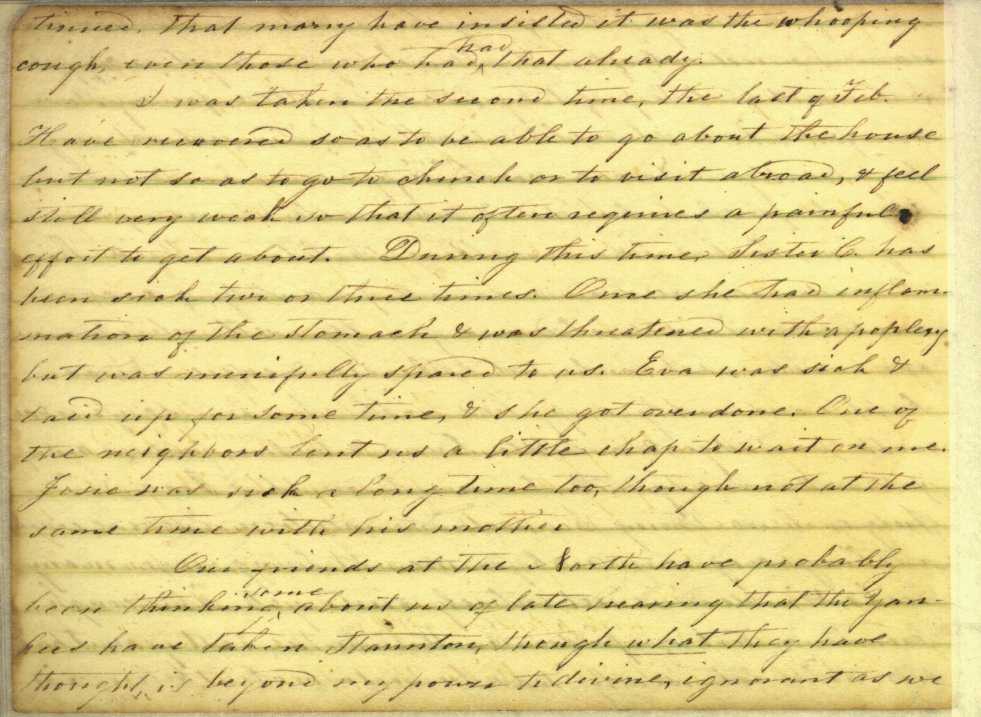 tinued, that many have insisted it was the whooping
cough, even those who had had that already.
I was taken the second time, the last of Feb.
Have recovered so as to be able to go about the house
but not so as to go to church or to visit abroad, & feel
still very weak so that it often requires a painful
effort to get about. During this time, Sister C. has
been sick two or three times. Once she had inflam-
mation of the stomach & was threatened with apoplexy
but was mercifully spared to us. Eva was sick &
laid up for some time, & she got overdone. One of
the neighbors lent us a little chap to wait on me.
Josie was sick a long time too, though not at the
same time with his mother
Our friends at the North have probably
been thinking some about us of late hearing that the Yan-
kees have taken Staunton, though what they have
thought, is beyond my power to divine, ignorant as we